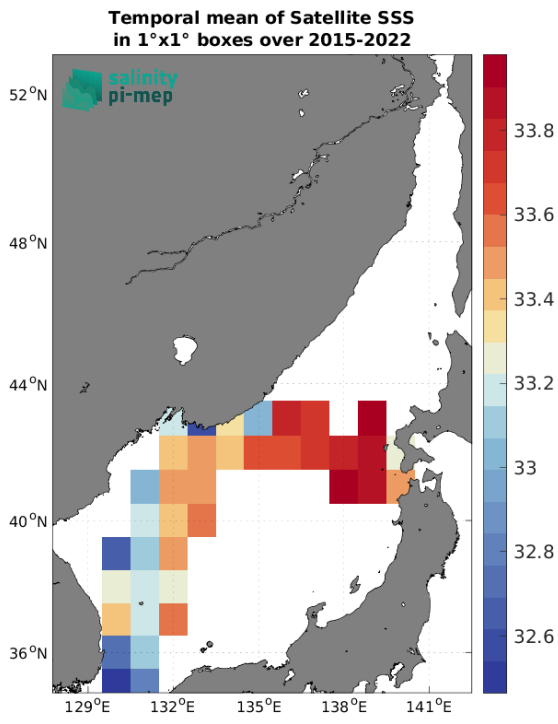 Temporal mean of Satellite SSS
in 1°x1° boxes over 2015-2022
salinity
pi-mep
52°N
48°N
44°N
40°N
36°N
129°E 132°E 135°E 138°E 141°E
33.8
33.6
33.4
33.2
33
32.8
32.6